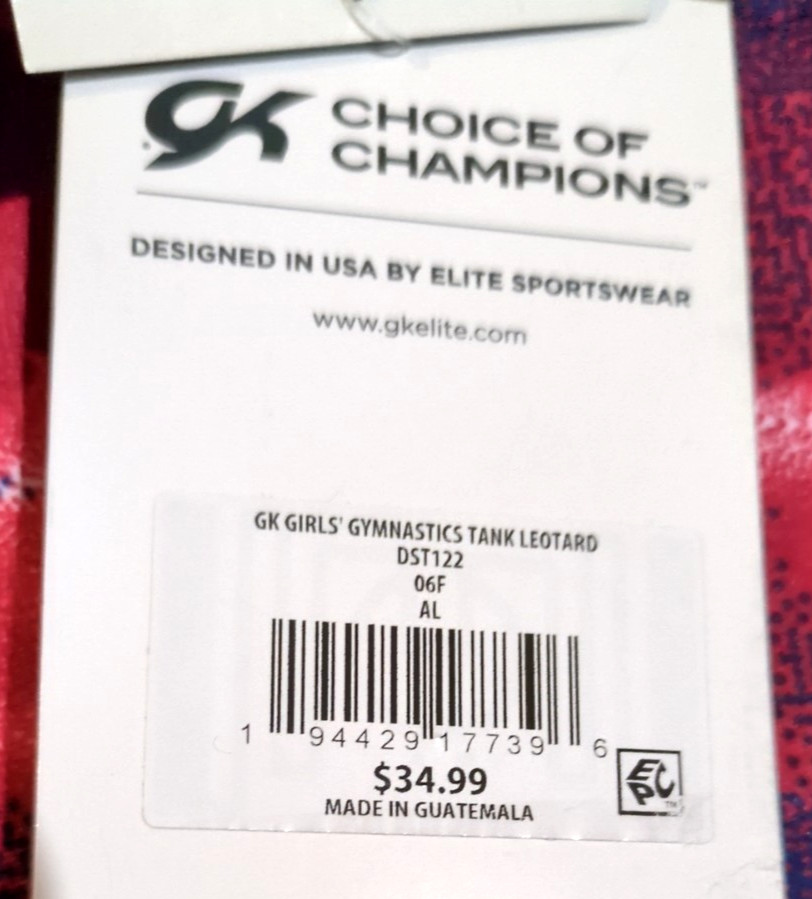 GK CHOICE OF
CHAMPIONS™
DESIGNED IN USA BY ELITE SPORTSWEAR
www.gkelite.com
GK GIRLS' GYMNASTICS TANK LEOTARD
DST122
06F
AL
1 94429 17739 6
$34.99
MADE IN GUATEMALA
EPC™